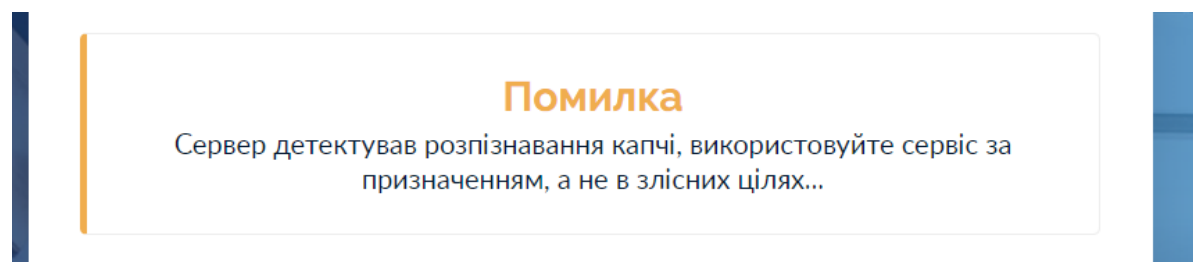 Помилка
Сервер детектував розпізнавання капчі, використовуйте сервіс за
призначенням, а не в злісних цілях...